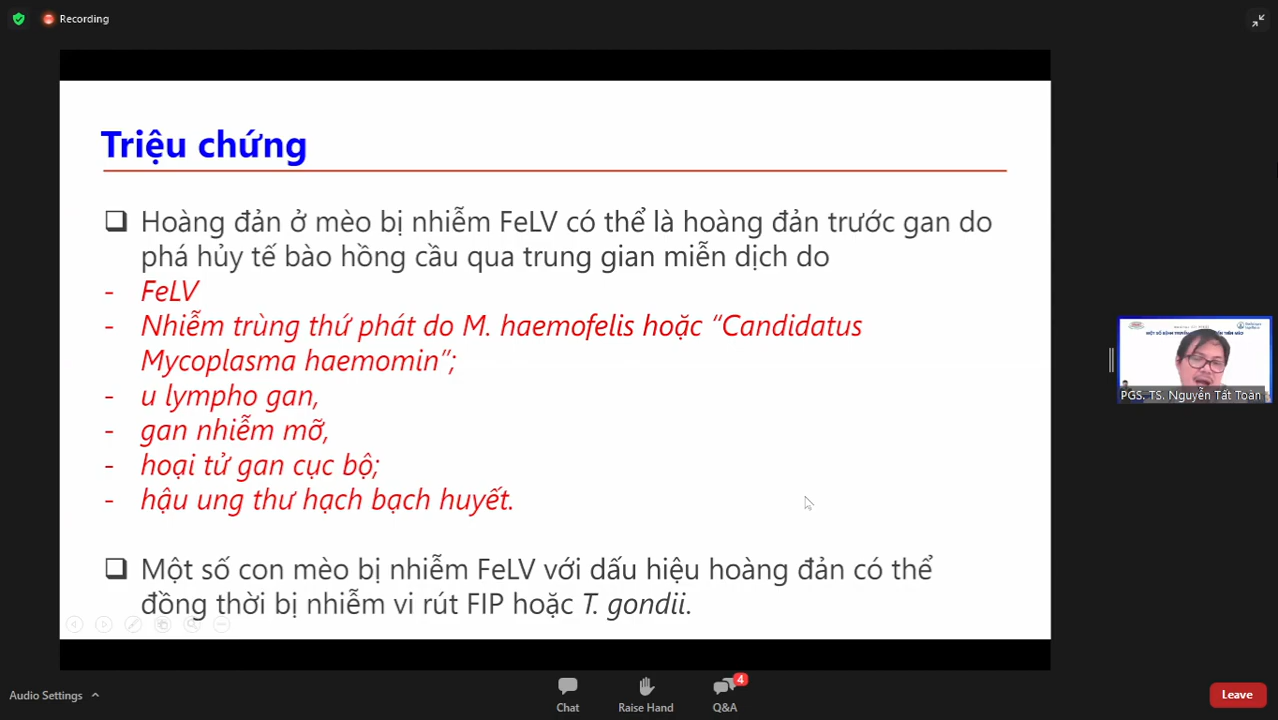 Recording
Triệu chứng
❑ Hoàng đản ở mèo bị nhiễm FeLV có thể là hoàng đản trước gan do
phá hủy tế bào hồng cầu qua trung gian miễn dịch do
- FeLV
- Nhiễm trùng thứ phát do M. haemofelis hoặc “Candidatus
Mycoplasma haemomin”;
- u lympho gan,
- gan nhiễm mỡ,
- hoại tử gan cục bộ;
- hậu ung thư hạch bạch huyết.
❑ Một số con mèo bị nhiễm FeLV với dấu hiệu hoàng đản có thể
đồng thời bị nhiễm vi rút FIP hoặc T. gondii.
PGS. TS. Nguyễn Tất Toàn
Audio Settings
Chat
Raise Hand
4
Q&A
Leave